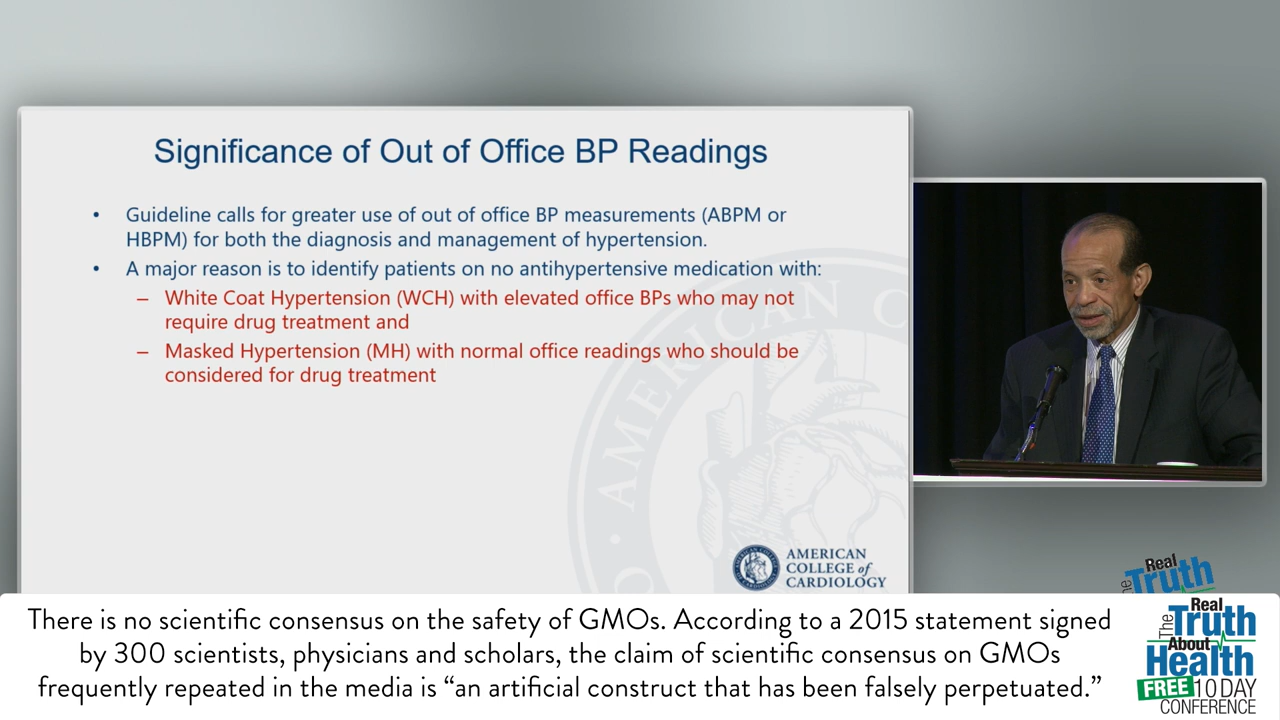 Significance of Out of Office BP Readings
• Guideline calls for greater use of out of office BP measurements (ABPM or
HBPM) for both the diagnosis and management of hypertension.
• A major reason is to identify patients on no antihypertensive medication with:
– White Coat Hypertension (WCH) with elevated office BPs who may not
require drug treatment and
– Masked Hypertension (MH) with normal office readings who should be
considered for drug treatment
AMERICAN C
AMERICAN
COLLEGE of
CARDIOLOGY
The Real
Truth
There is no scientific consensus on the safety of GMOs. According to a 2015 statement signed
by 300 scientists, physicians and scholars, the claim of scientific consensus on GMOs
frequently repeated in the media is “an artificial construct that has been falsely perpetuated.”
The Real
Truth
About
Health
FREE 10 DAY
CONFERENCE